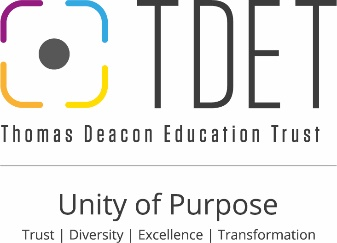 TDET
Thomas Deacon Education Trust
Unity of Purpose
Trust | Diversity | Excellence | Transformation